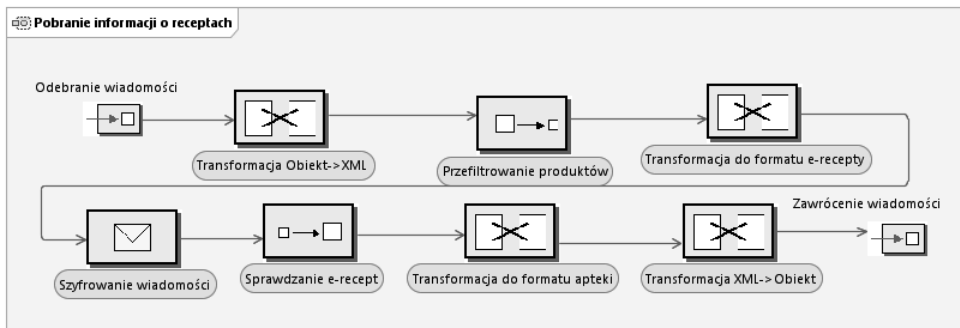 Pobranie informacji o receptach
Odebranie wiadomości
Transformacja Obiekt->XML
Przefiltrowanie produktów
Transformacja do formatu e-recepty
Zawrócenie wiadomości
Szyfrowanie wiadomości
Sprawdzanie e-recept
Transformacja do formatu apteki
Transformacja XML->Obiekt